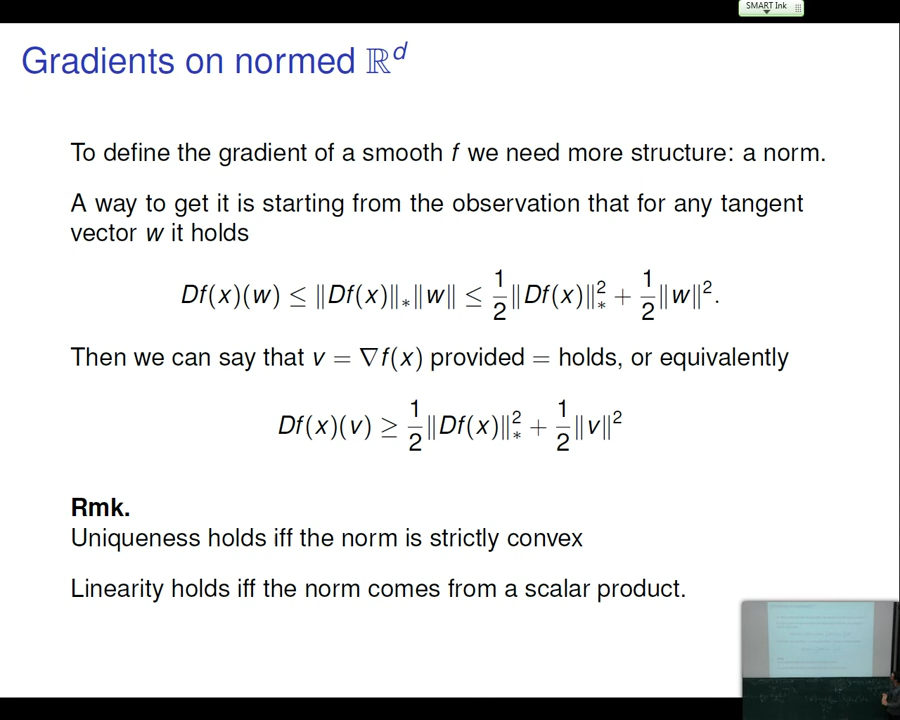 SMART Ink
Gradients on normed ℝᵈ
To define the gradient of a smooth f we need more structure: a norm.
A way to get it is starting from the observation that for any tangent
vector w it holds
Df(x)(w) ≤ ‖Df(x)‖∗‖w‖ ≤ 1/2‖Df(x)‖²∗ + 1/2‖w‖².
Then we can say that v = ∇f(x) provided = holds, or equivalently
Df(x)(v) ≥ 1/2‖Df(x)‖²∗ + 1/2‖v‖²
Rmk.
Uniqueness holds iff the norm is strictly convex
Linearity holds iff the norm comes from a scalar product.